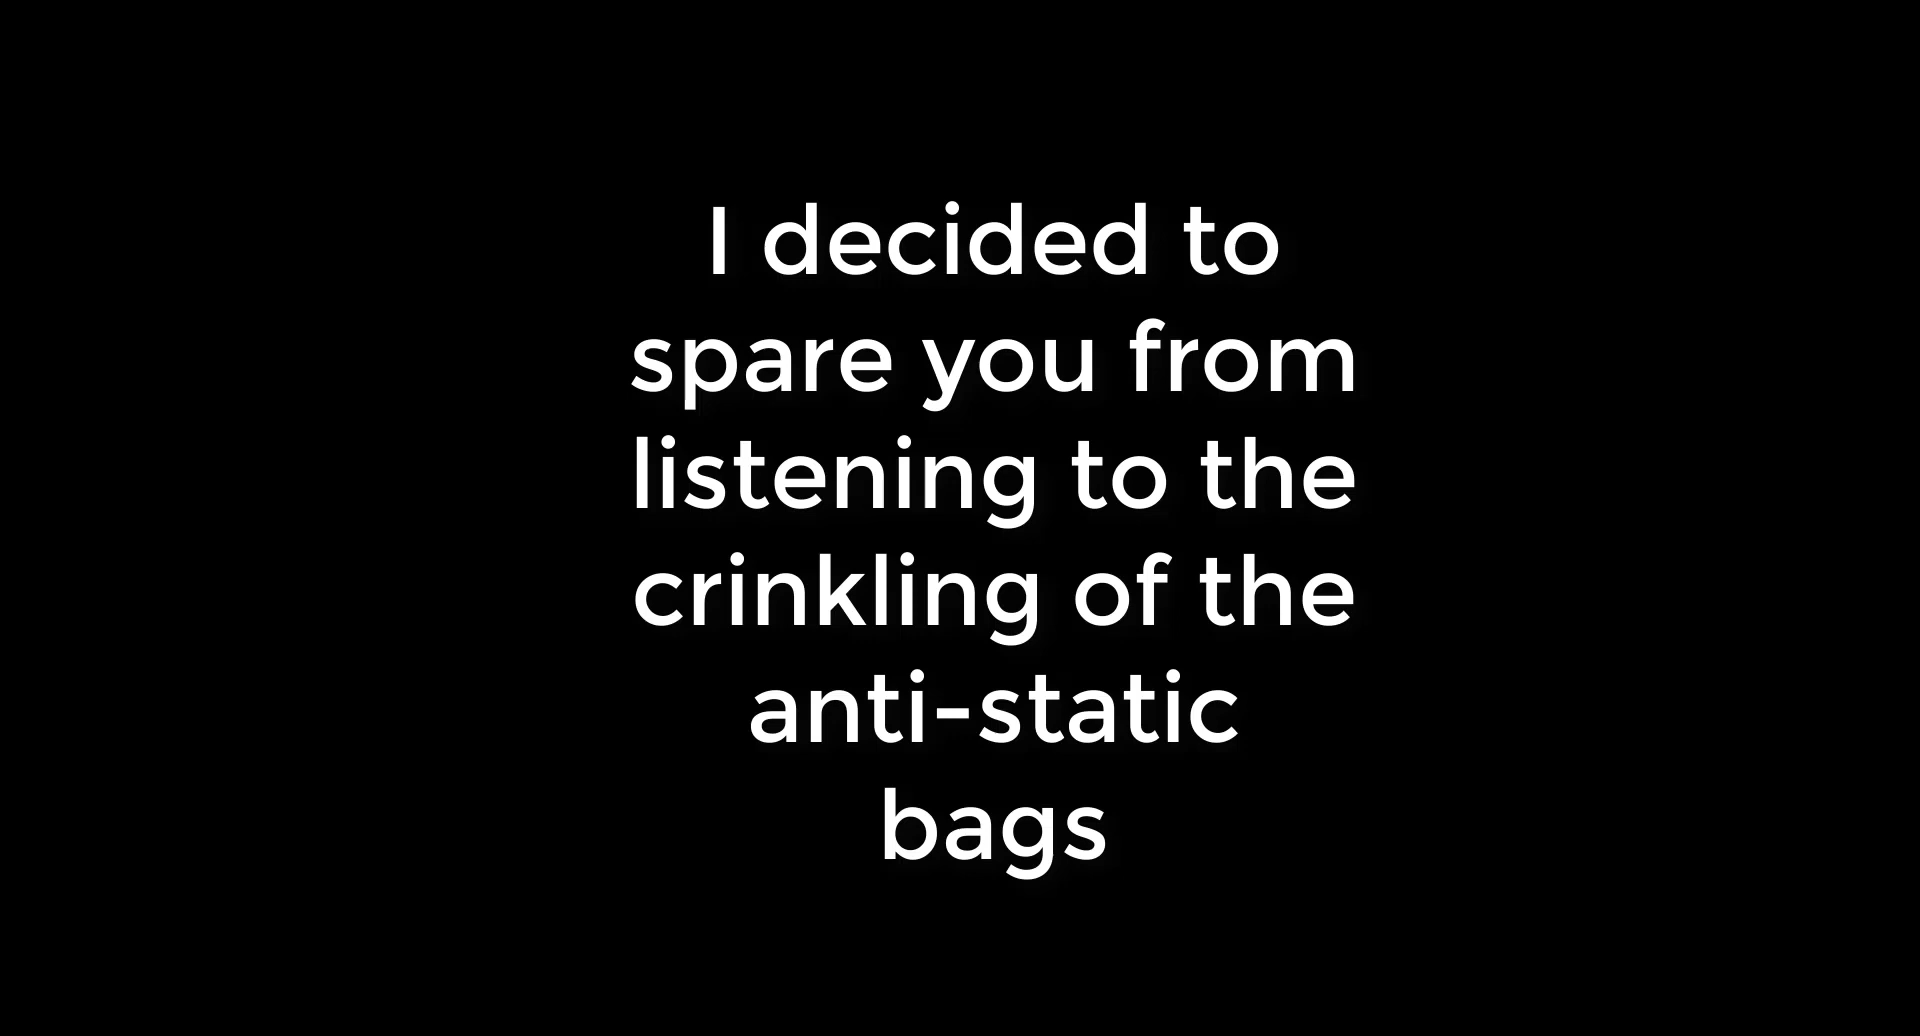 I decided to
spare you from
listening to the
crinkling of the
anti-static
bags